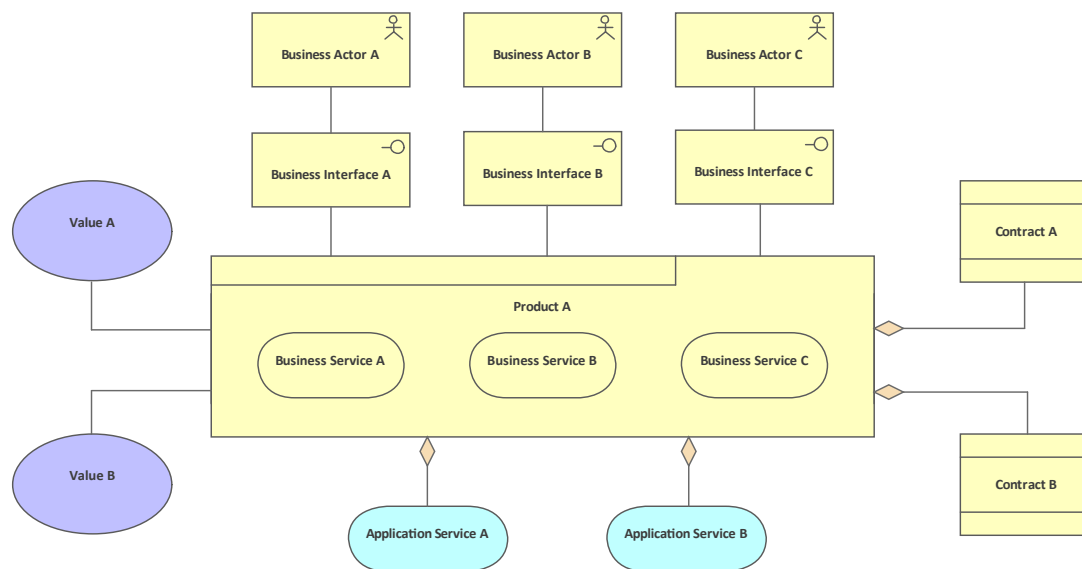 Business Actor A
Business Actor B
Business Actor C
Business Interface A
Business Interface B
Business Interface C
Value A
Contract A
Product A
Business Service A
Business Service B
Business Service C
Value B
Contract B
Application Service A
Application Service B